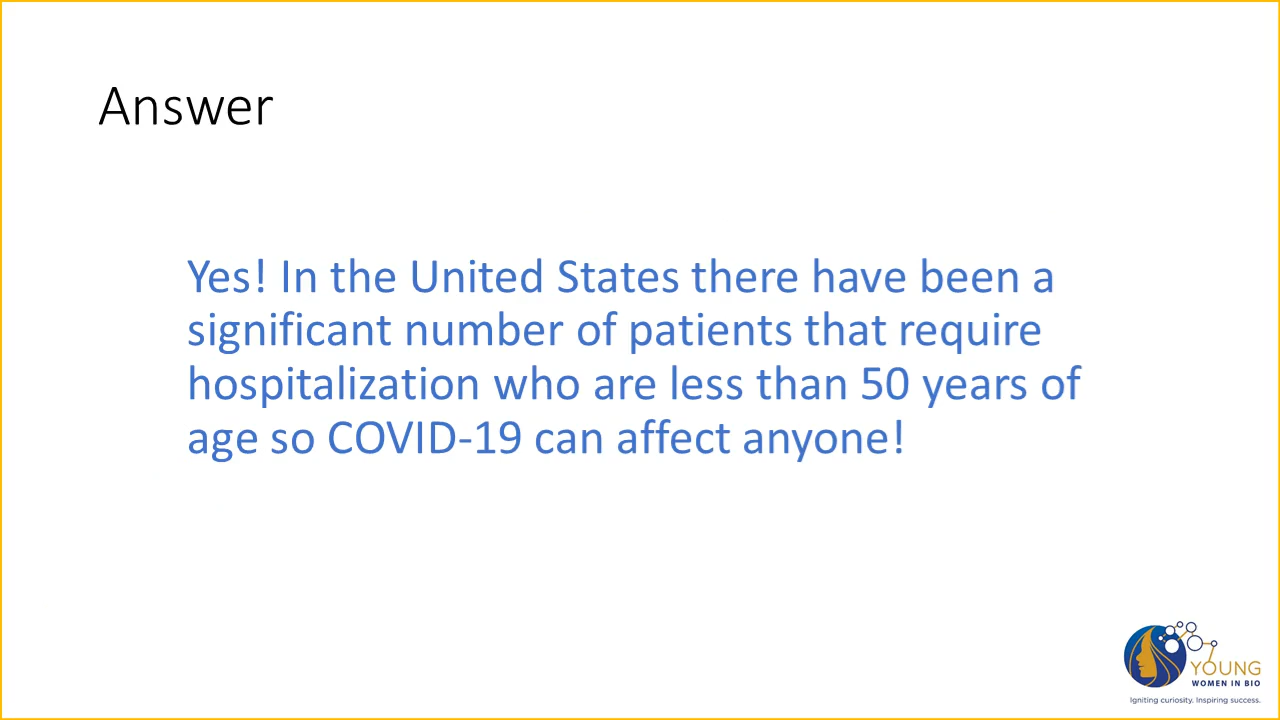 Answer
Yes! In the United States there have been a
significant number of patients that require
hospitalization who are less than 50 years of
age so COVID-19 can affect anyone!
YOUNG
WOMEN IN BIO
Igniting curiosity. Inspiring success.